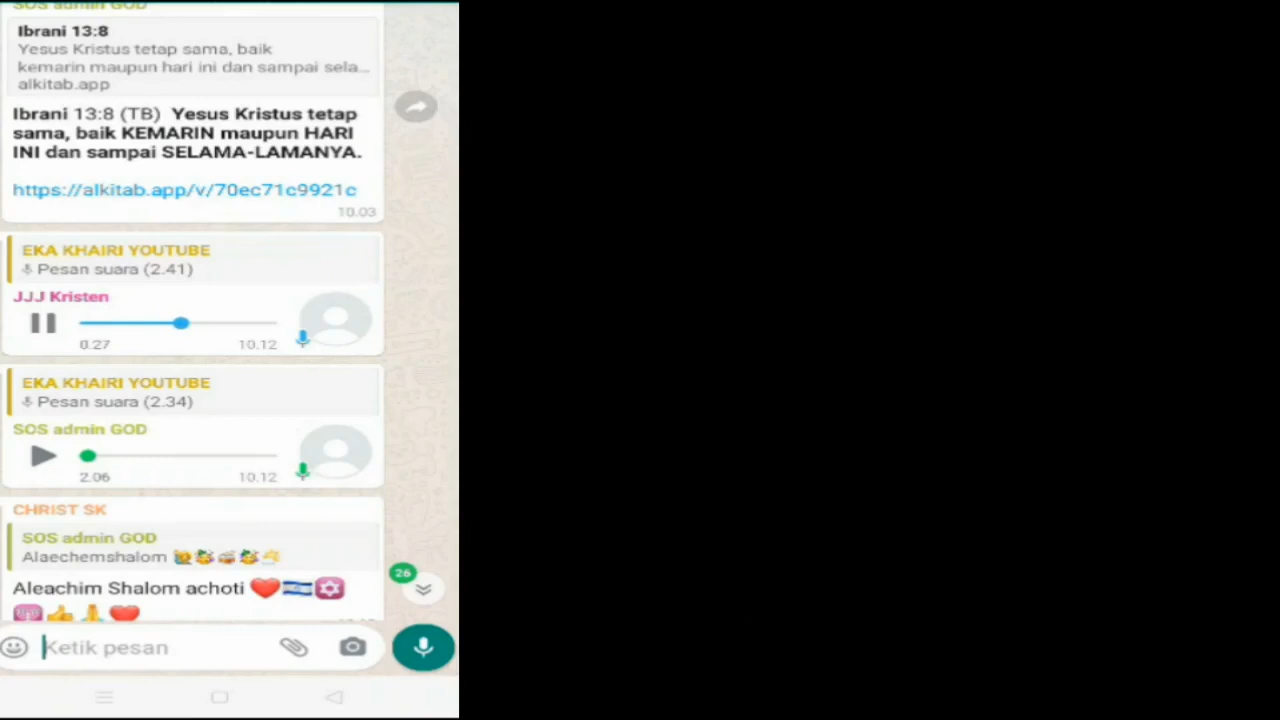 SOS admin GOD
Ibrani 13:8
Yesus Kristus tetap sama, baik
kemarin maupun hari ini dan sampai sela...
alkitab.app
Ibrani 13:8 (TB) Yesus Kristus tetap
sama, baik KEMARIN maupun HARI
INI dan sampai SELAMA-LAMANYA.
https://alkitab.app/v/70ec71c9921c
10.03
EKA KHAIRI YOUTUBE
Pesan suara (2.41)
JJJ Kristen
0.27 10.12
EKA KHAIRI YOUTUBE
Pesan suara (2.34)
SOS admin GOD
2.06 10.12
CHRIST SK
SOS admin GOD
Alaechemshalom
Aleachim Shalom achoti
26
Ketik pesan